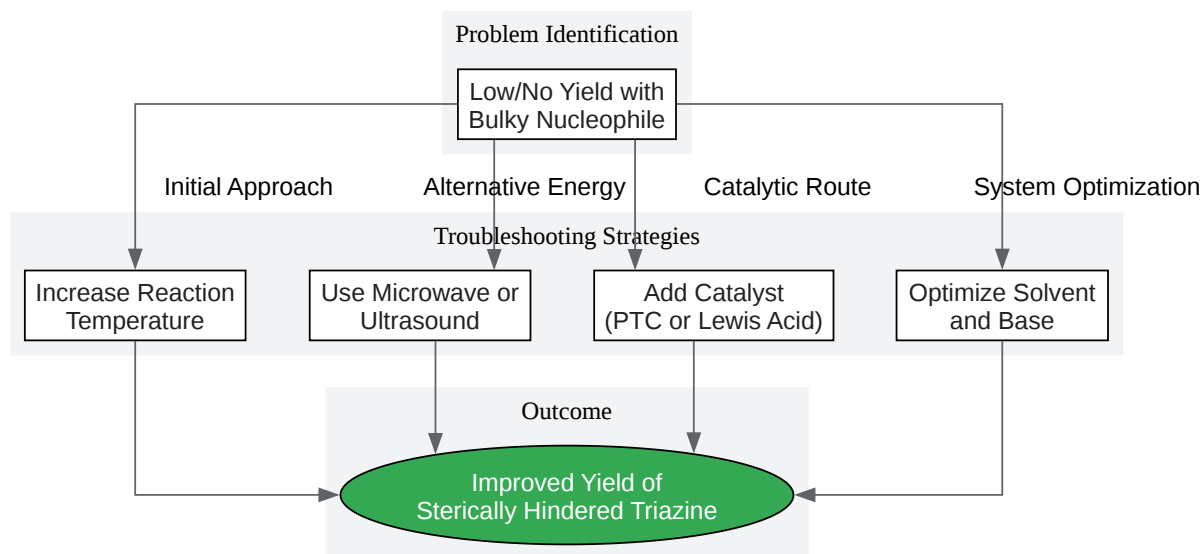 Problem Identification
Low/No Yield with
Bulky Nucleophile
Initial Approach
Alternative Energy
Catalytic Route
System Optimization
Troubleshooting Strategies
Increase Reaction
Temperature
Use Microwave or
Ultrasound
Add Catalyst
(PTC or Lewis Acid)
Optimize Solvent
and Base
Outcome
Improved Yield of
Sterically Hindered Triazine